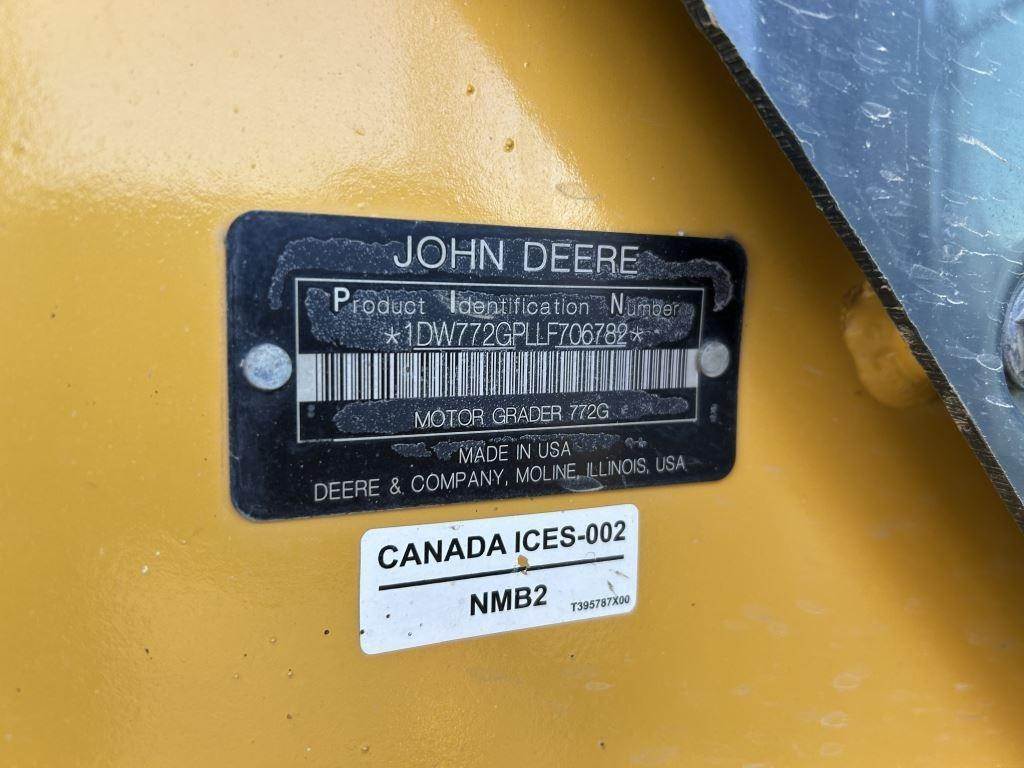 JOHN DEERE
Product Identification Number
*1DW772GPLLF706782*
MOTOR GRADER 772G
MADE IN USA
DEERE & COMPANY, MOLINE, ILLINOIS, USA
CANADA ICES-002
NMB2
T395787X00